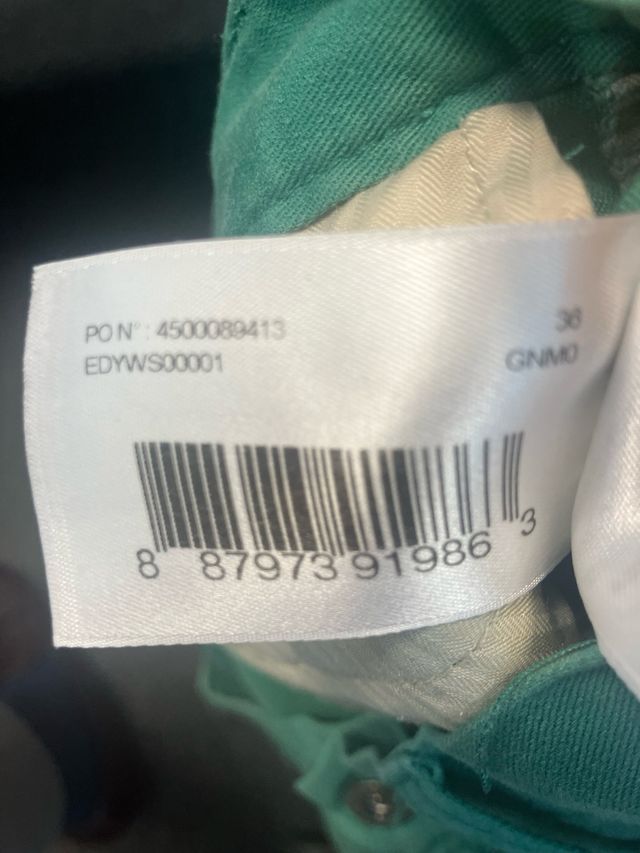 PO N° : 4500089413 36
EDYWS00001 GNM0
8 87973 91986 3